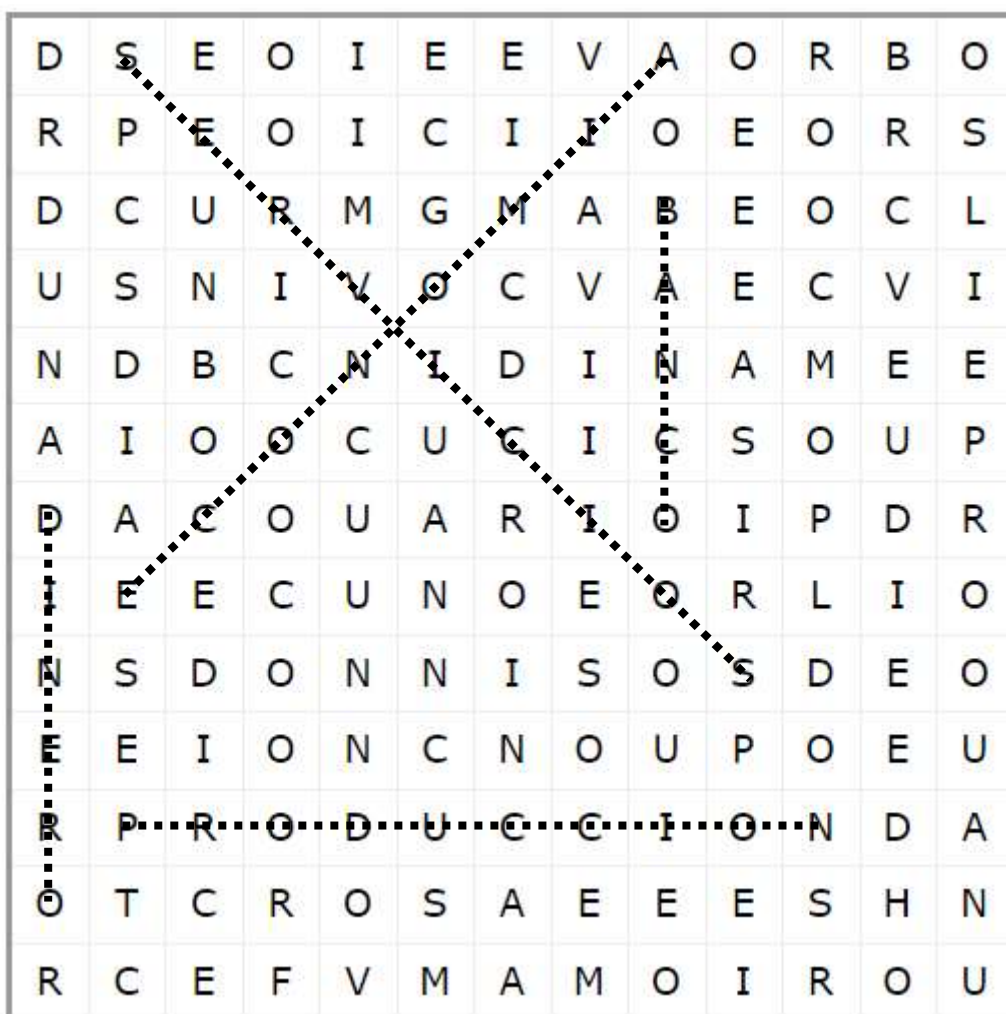 D S E O I E E V A O R B O
R P E O I C I I O E O R S
D C U R M G M A B E O C L
U S N I V O C V A E C V I
N D B C N I D I N A M E E
A I O O C U C I C S O U P
D A C O U A R I O I P D R
I E E C U N O E O R L I O
N S D O N N I S O S D E O
E E I O N C N O U P O E U
R P R O D U C C I O N D A
O T C R O S A E E E S H N
R C E F V M A M O I R O U